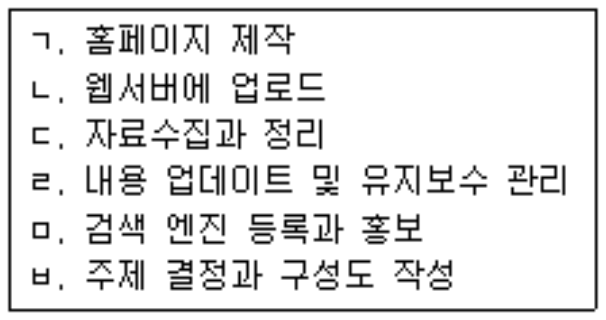 ㄱ. 홈페이지 제작
ㄴ. 웹서버에 업로드
ㄷ. 자료수집과 정리
ㄹ. 내용 업데이트 및 유지보수 관리
ㅁ. 검색 엔진 등록과 홍보
ㅂ. 주제 결정과 구성도 작성